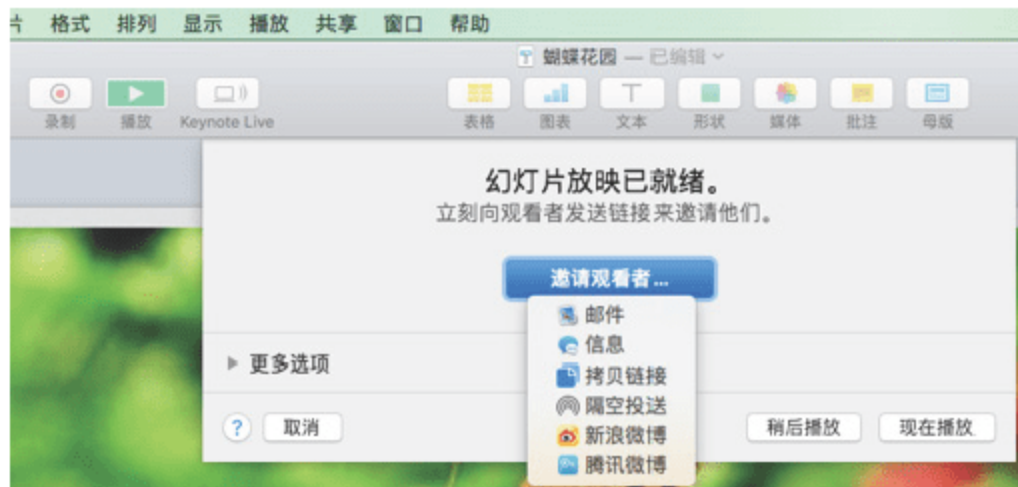 片 格式 排列 显示 播放 共享 窗口 帮助
蝴蝶花园 — 已编辑
录制 播放 Keynote Live 表格 图表 文本 形状 媒体 批注 母版
幻灯片放映已就绪。
立刻向观看者发送链接来邀请他们。
邀请观看者...
邮件
信息
拷贝链接
隔空投送
新浪微博
腾讯微博
更多选项
? 取消 稍后播放 现在播放